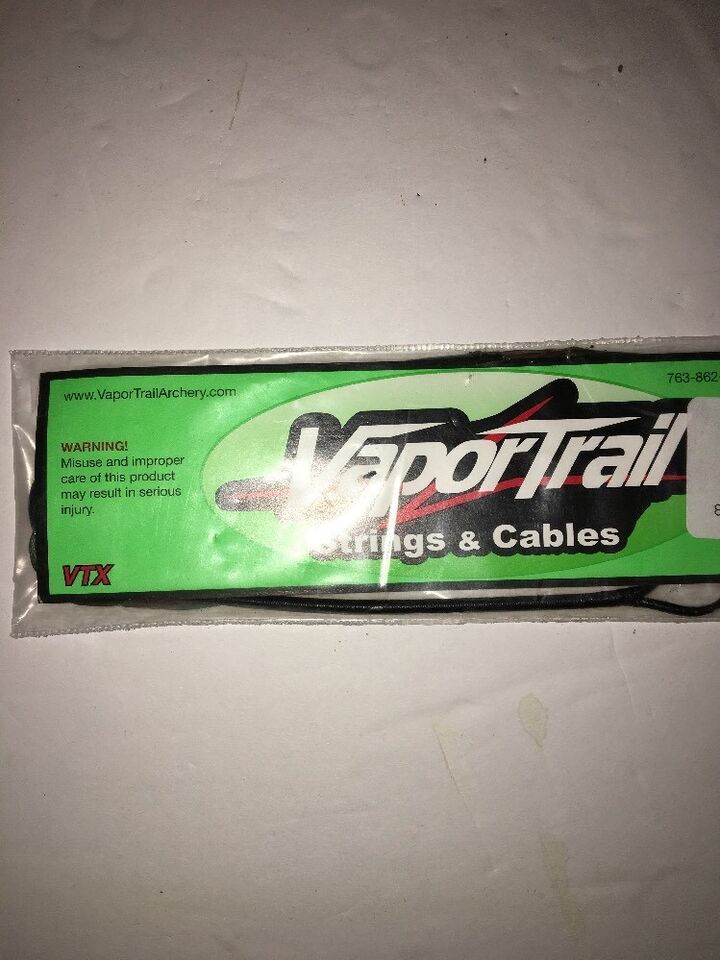 www.VaporTrailArchery.com
763-862-
WARNING!
Misuse and improper
care of this product
may result in serious
injury.
VaporTrail
Strings & Cables
VTX
8